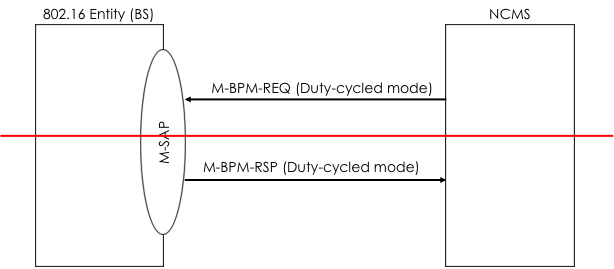 802.16 Entity (BS)
NCMS
M-BPM-REQ (Duty-cycled mode)
M-SAP
M-BPM-RSP (Duty-cycled mode)